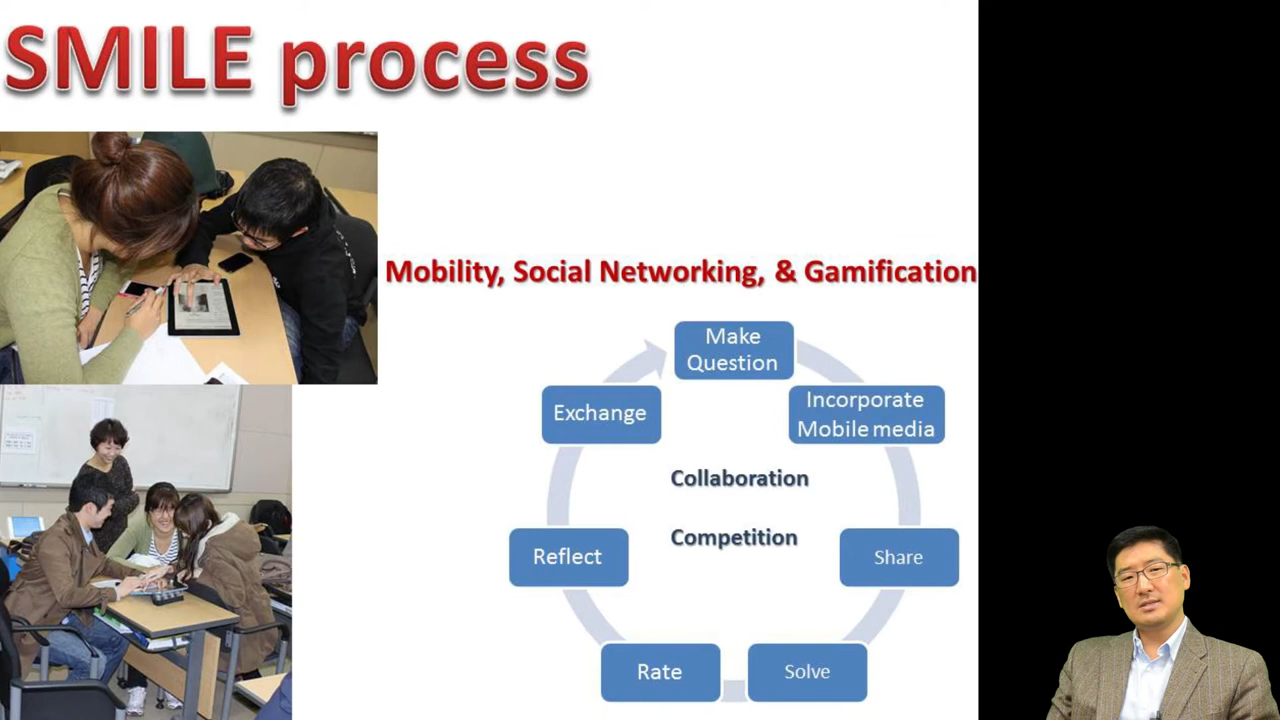 SMILE process
Mobility, Social Networking, & Gamification
Make
Question
Incorporate
Mobile media
Share
Solve
Rate
Reflect
Exchange
Collaboration
Competition